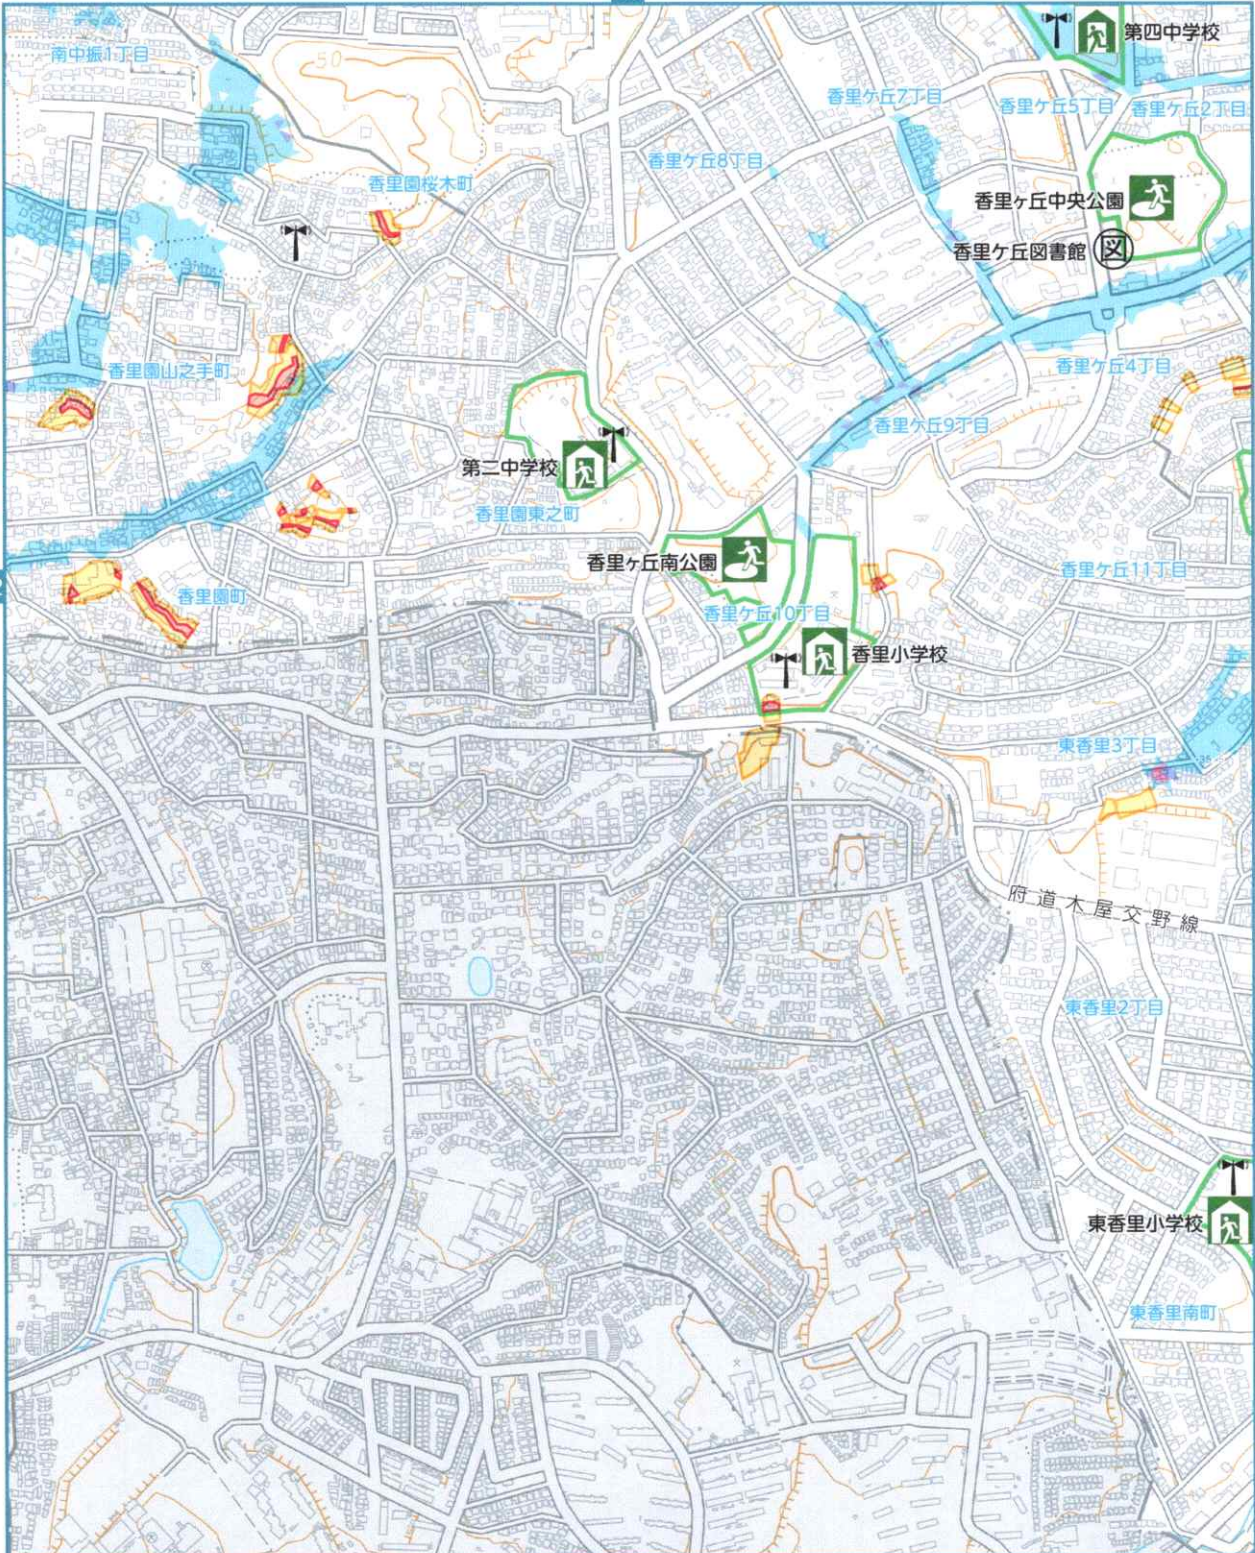 第四中学校
南中振1丁目
50
香里ケ丘7丁目
香里ケ丘5丁目
香里ケ丘2丁目
香里ケ丘8丁目
香里園桜木町
香里ヶ丘中央公園
香里ケ丘図書館
図
香里園山之手町
香里ケ丘4丁目
香里ケ丘9丁目
第二中学校
香里園東之町
香里ヶ丘南公園
香里ケ丘11丁目
香里園町
香里ケ丘10丁目
香里小学校
東香里3丁目
府道木屋交野線
東香里2丁目
東香里小学校
東香里南町